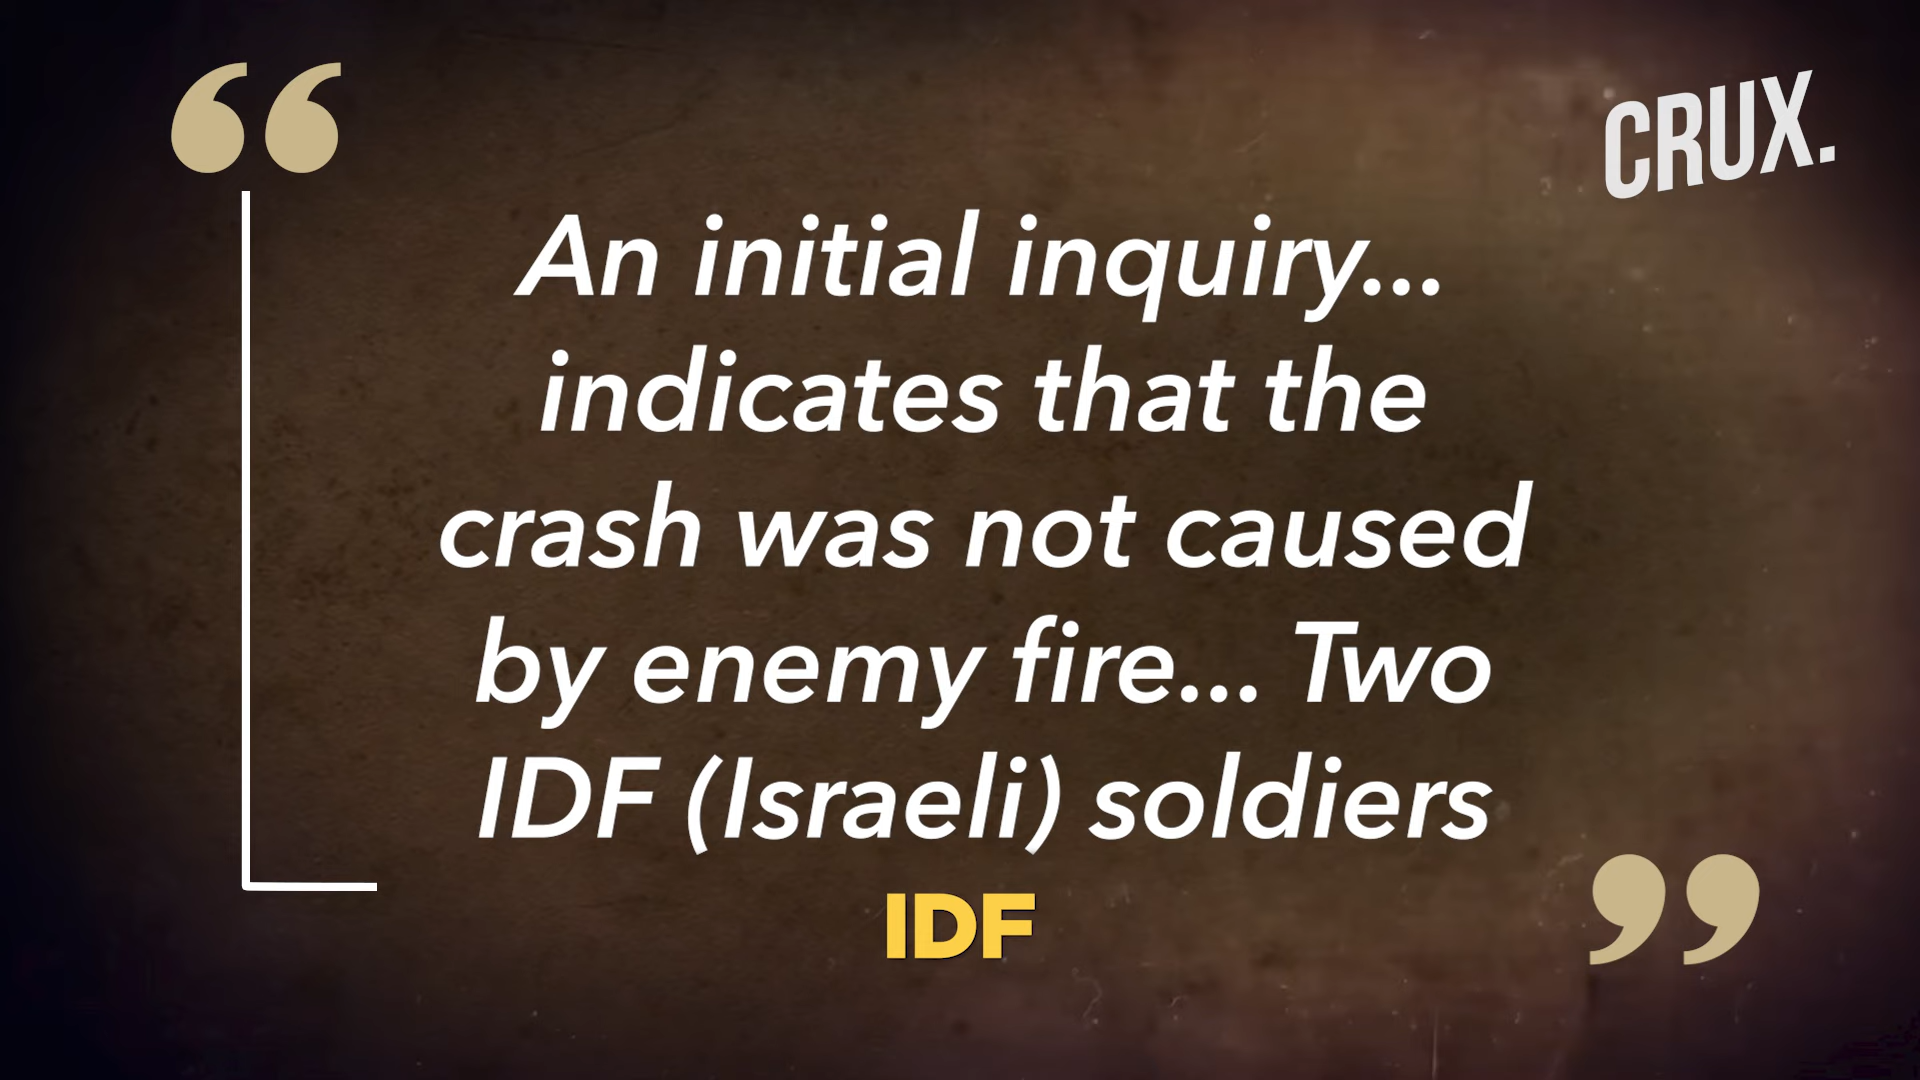 CRUX.
An initial inquiry...
indicates that the
crash was not caused
by enemy fire... Two
IDF (Israeli) soldiers
IDF